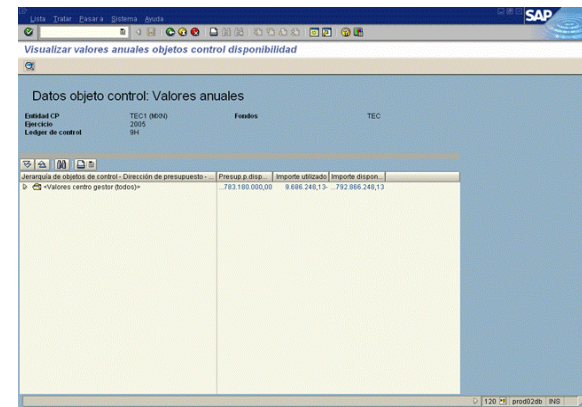 Lista Tratar Pasar a Sistema Ayuda
SAP
Visualizar valores anuales objetos control disponibilidad
Datos objeto control: Valores anuales
Entidad CP TEC1 (MXN) Fondos TEC
Ejercicio 2005
Ledger de control 9H
Jerarquía de objetos de control - Dirección de presupuesto - ... Presup.p.disp... Importe utilizado Importe dispon...
<Valores centro gestor (todos)> ...783.180.000,00 9.686.248,13- ...792.866.248,13
120 prod02db INS